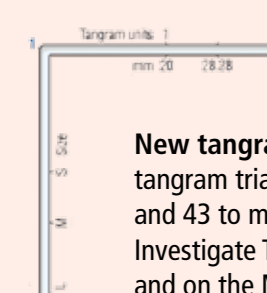 Tangram units 1
1
mm 20 28.28
Size
S
M
L
New tangra
tangram tria
and 43 to m
Investigate T
and on the M